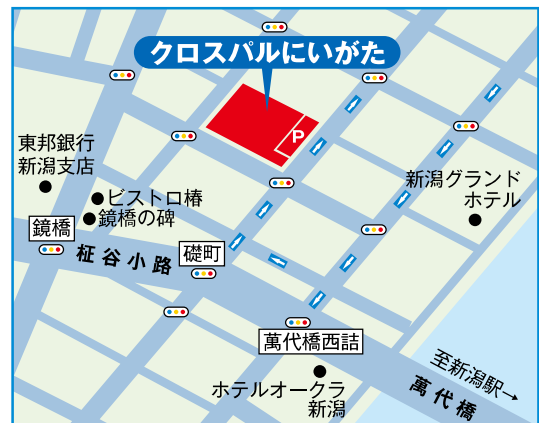 クロスパルにいがた
P
東邦銀行
新潟支店
ビストロ椿
鏡橋の碑
新潟グランド
ホテル
鏡橋
柾谷小路
礎町
萬代橋西詰
至新潟駅→
萬代橋
ホテルオークラ
新潟